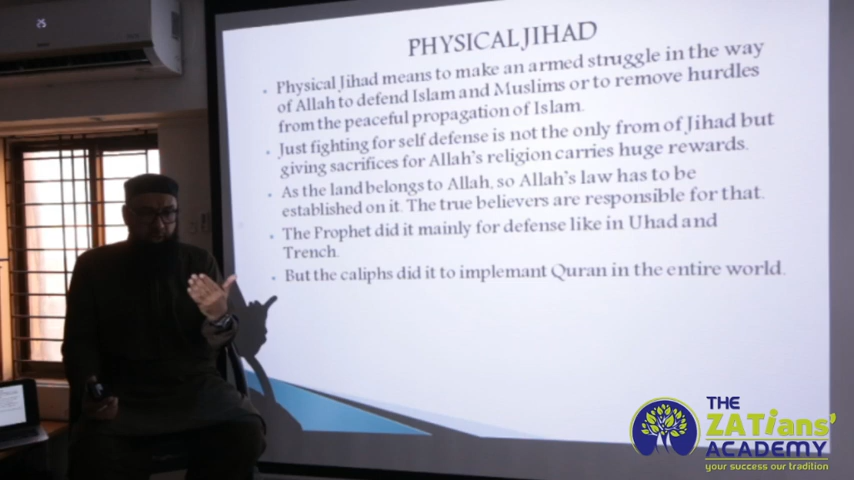 PHYSICAL JIHAD
• Physical Jihad means to make an armed struggle in the way
of Allah to defend Islam and Muslims or to remove hurdles
from the peaceful propagation of Islam.
• Just fighting for self defense is not the only from of Jihad but
giving sacrifices for Allah's religion carries huge rewards.
• As the land belongs to Allah, so Allah's law has to be
established on it. The true believers are responsible for that.
• The Prophet did it mainly for defense like in Uhad and
Trench.
• But the caliphs did it to implemant Quran in the entire world.
THE
ZATians'
ACADEMY
your success our tradition